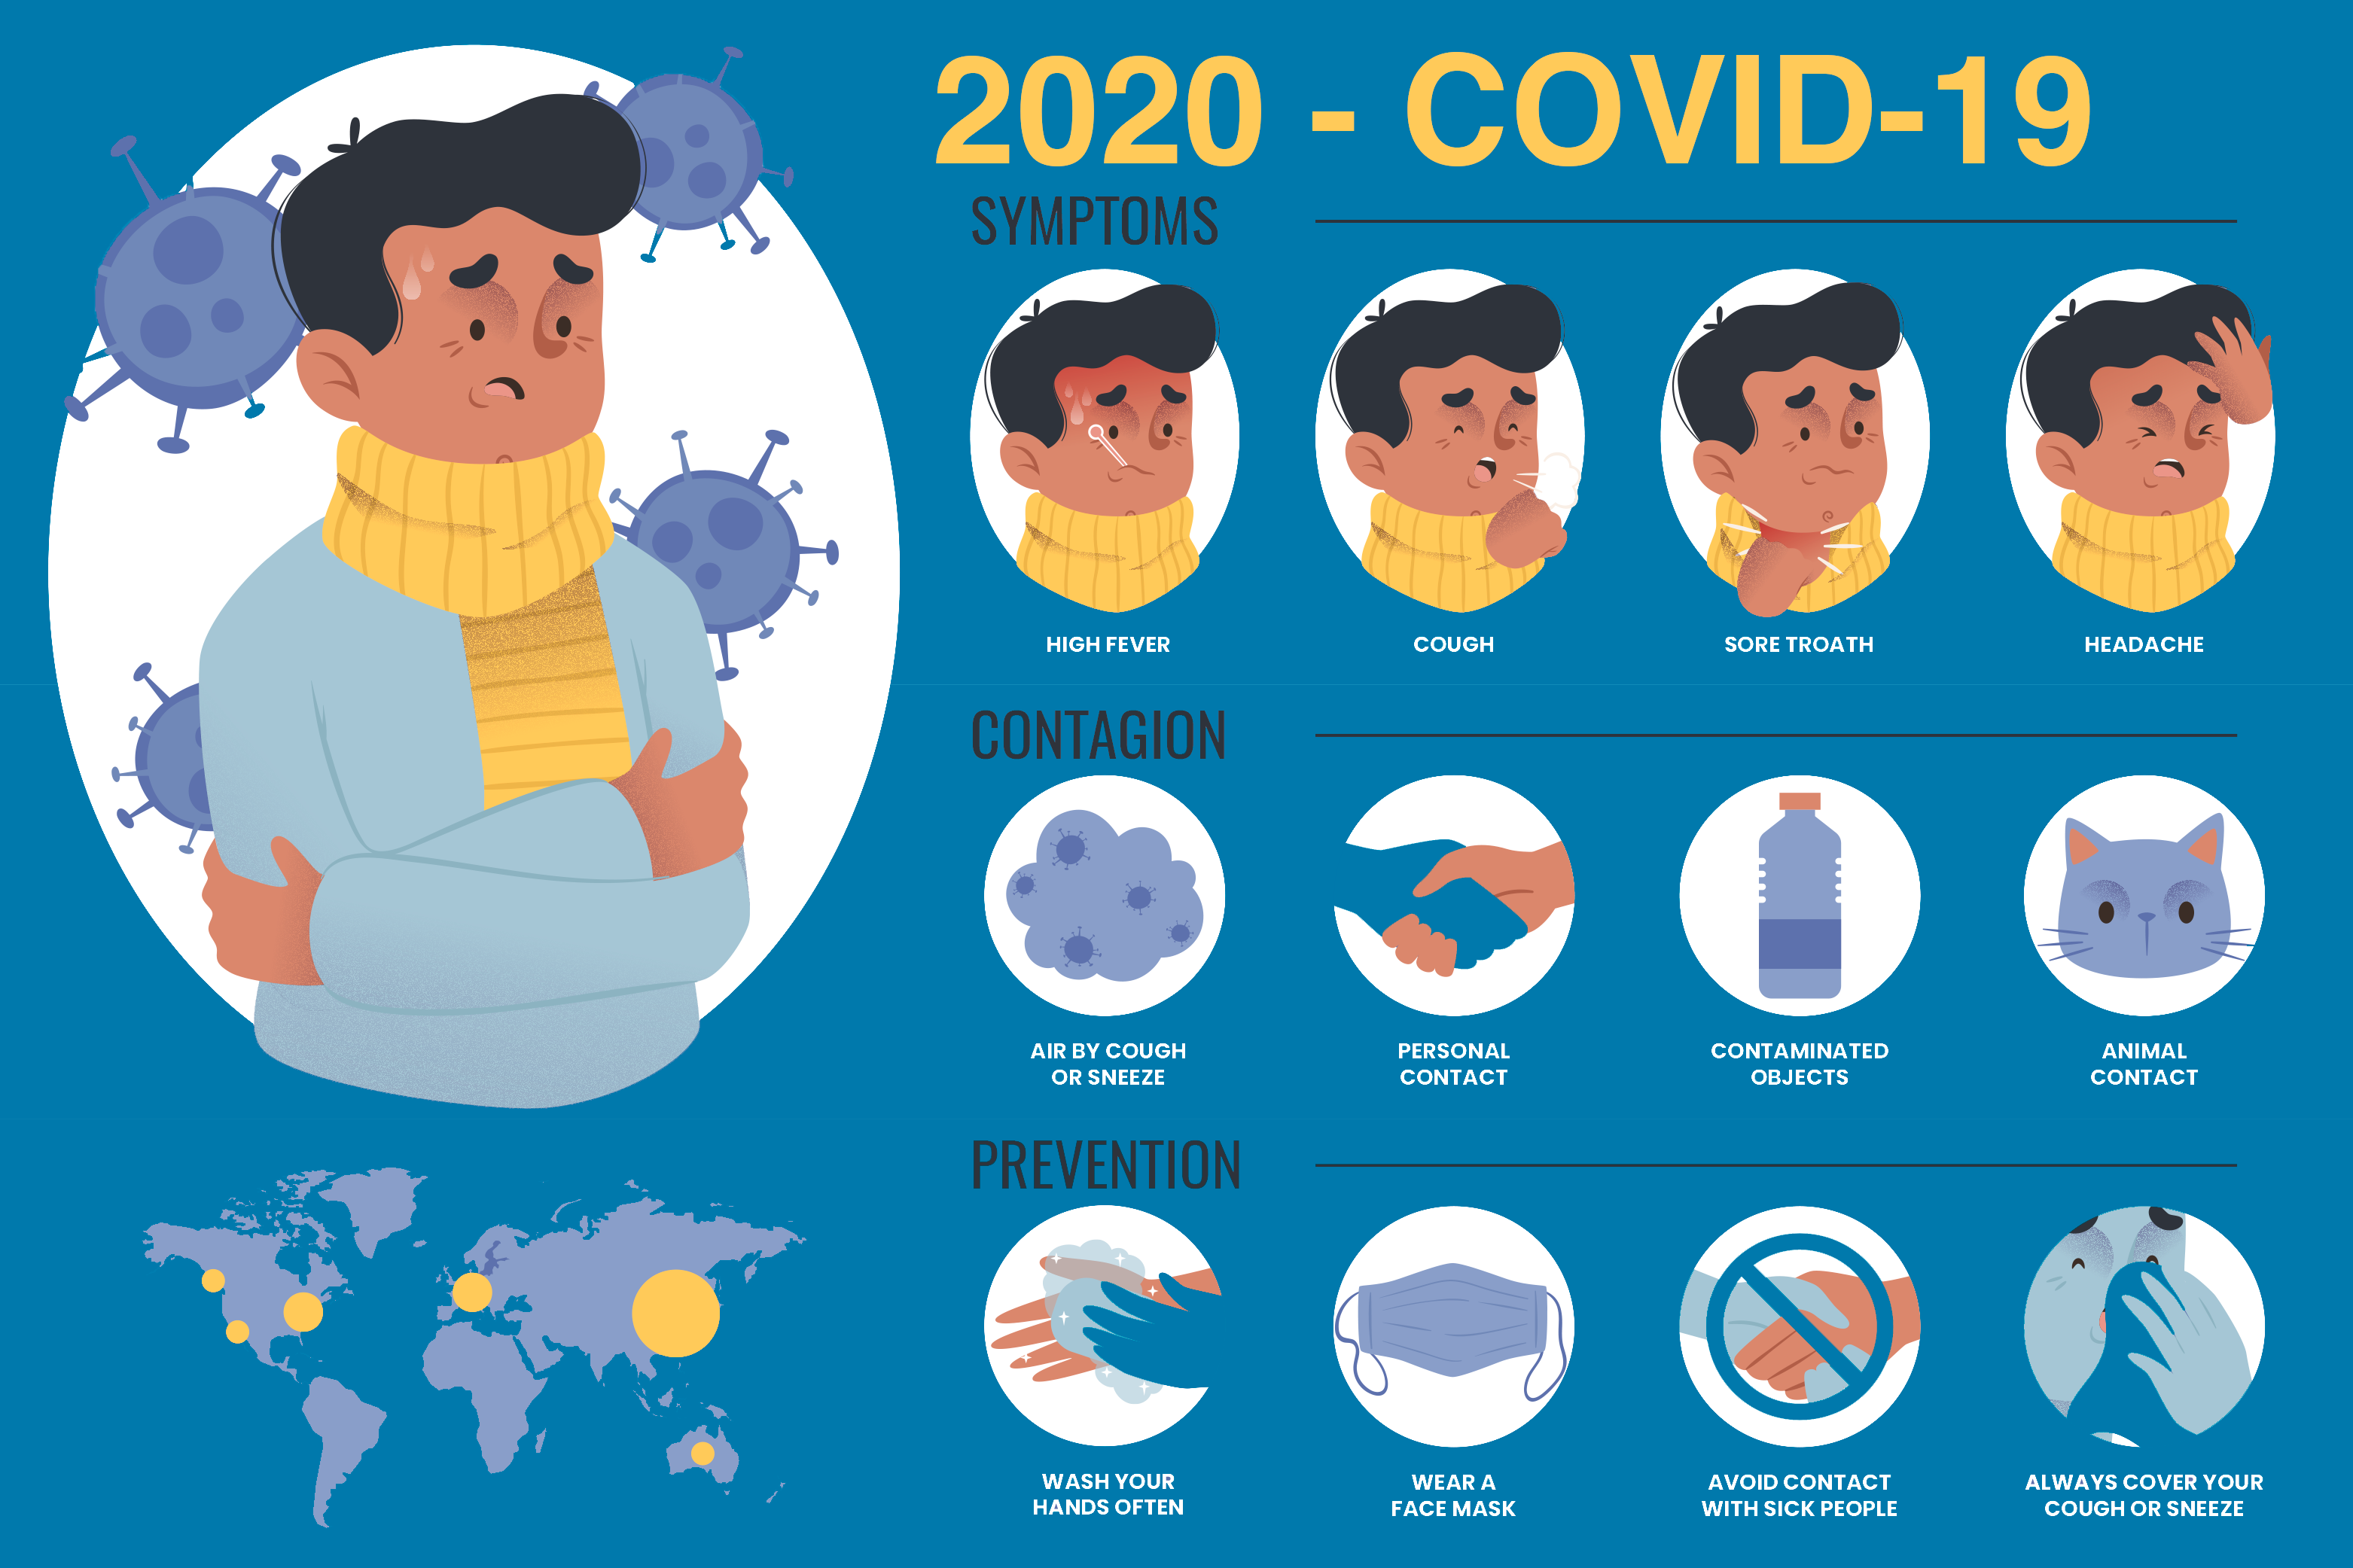 2020 - COVID-19
SYMPTOMS
HIGH FEVER
COUGH
SORE TROATH
HEADACHE
CONTAGION
AIR BY COUGH
OR SNEEZE
PERSONAL
CONTACT
CONTAMINATED
OBJECTS
ANIMAL
CONTACT
PREVENTION
WASH YOUR
HANDS OFTEN
WEAR A
FACE MASK
AVOID CONTACT
WITH SICK PEOPLE
ALWAYS COVER YOUR
COUGH OR SNEEZE